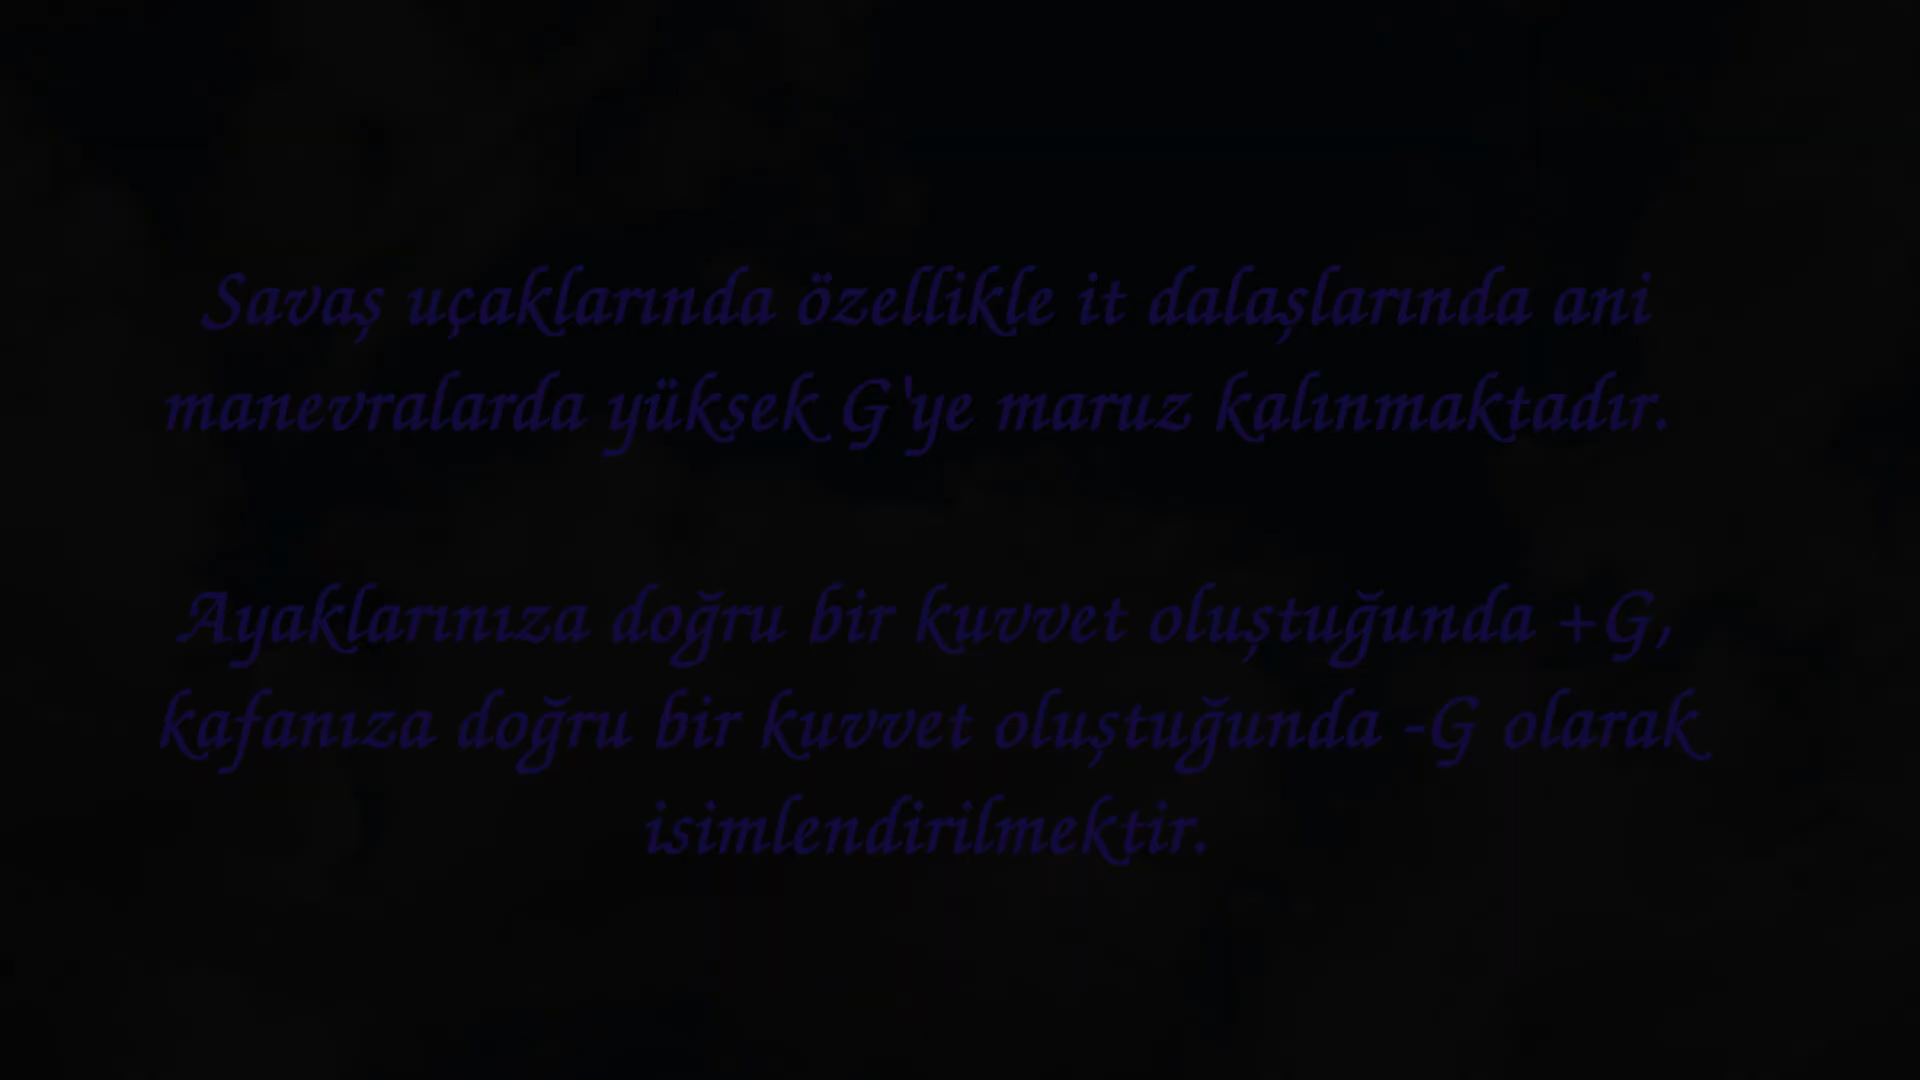 Savaş uçaklarında özellikle it dalaşlarında ani
manevralarda yüksek G'ye maruz kalınmaktadır.
Ayaklarınıza doğru bir kuvvet oluştuğunda +G,
kafanıza doğru bir kuvvet oluştuğunda -G olarak
isimlendirilmektir.